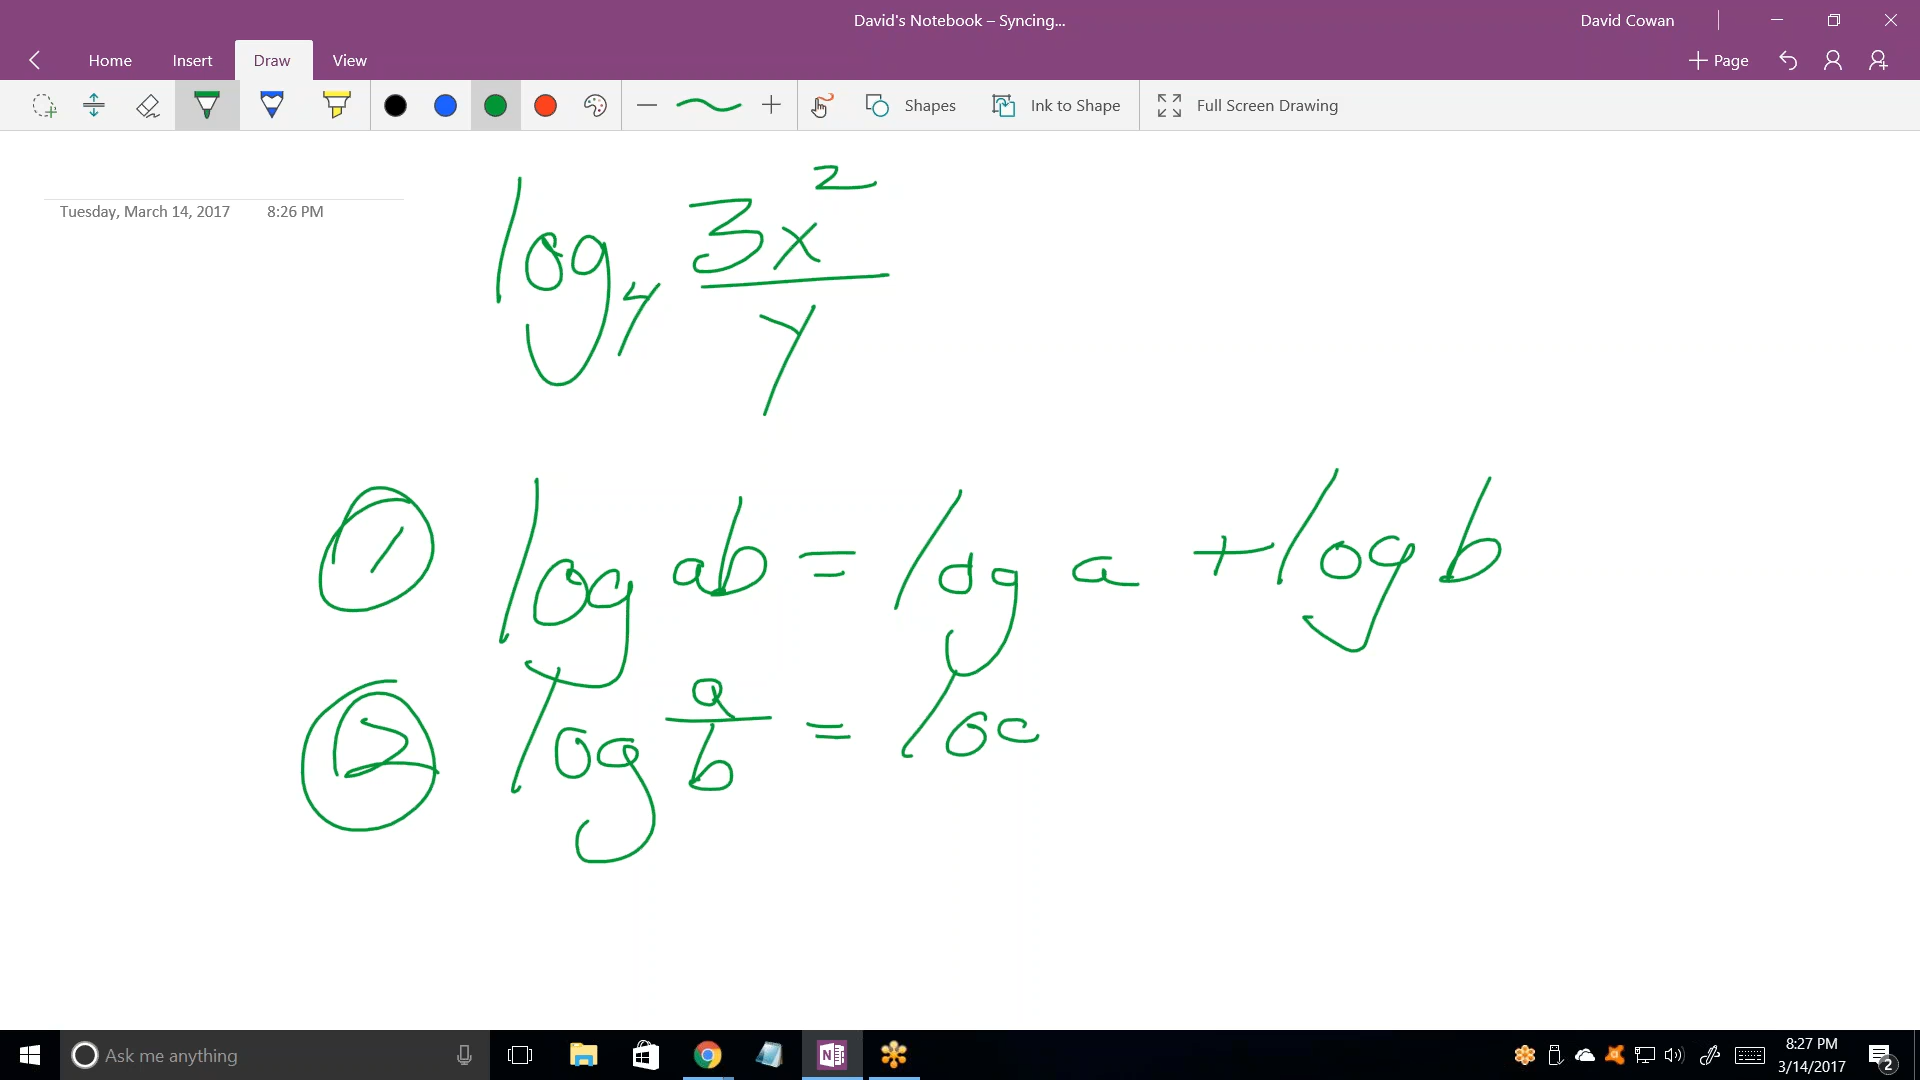 David's Notebook – Syncing...
David Cowan
Home Insert Draw View
Page
Shapes Ink to Shape Full Screen Drawing
Tuesday, March 14, 2017 8:26 PM
log₄ 3x²
y
① log ab = log a + log b
② log a/b = loc
Ask me anything
N
8:27 PM
3/14/2017
2